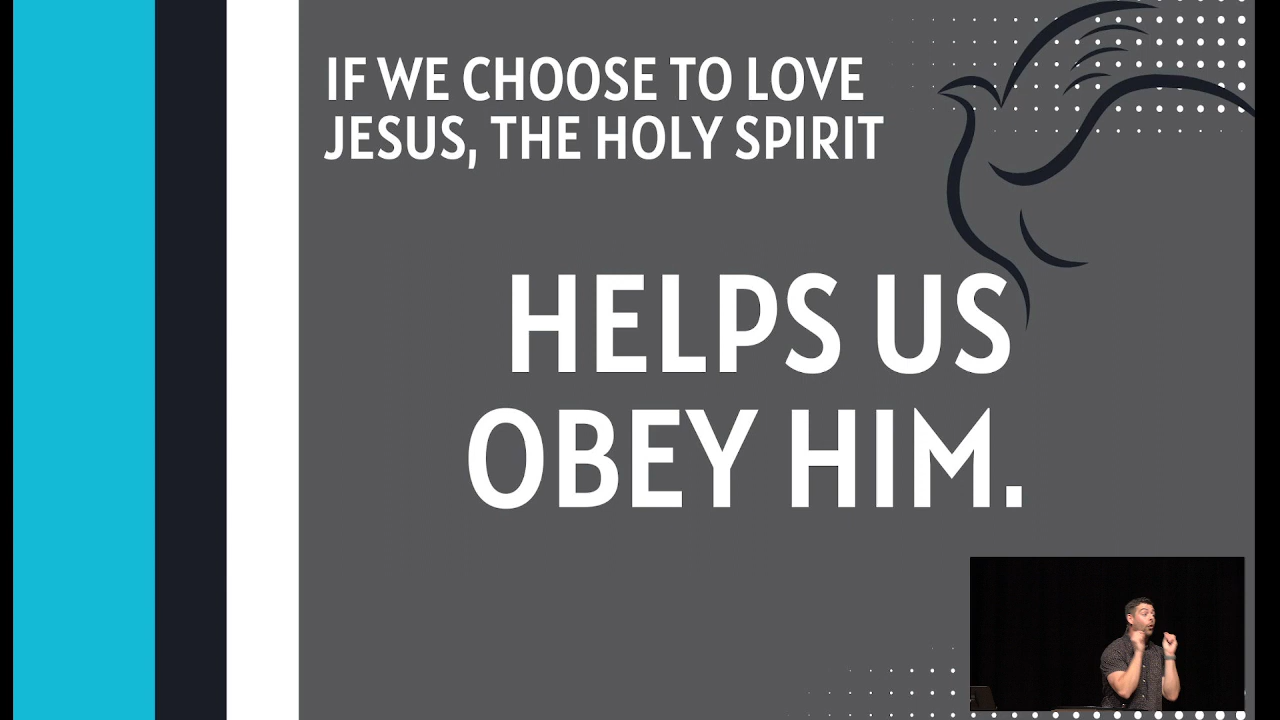 IF WE CHOOSE TO LOVE
JESUS, THE HOLY SPIRIT
HELPS US
OBEY HIM.